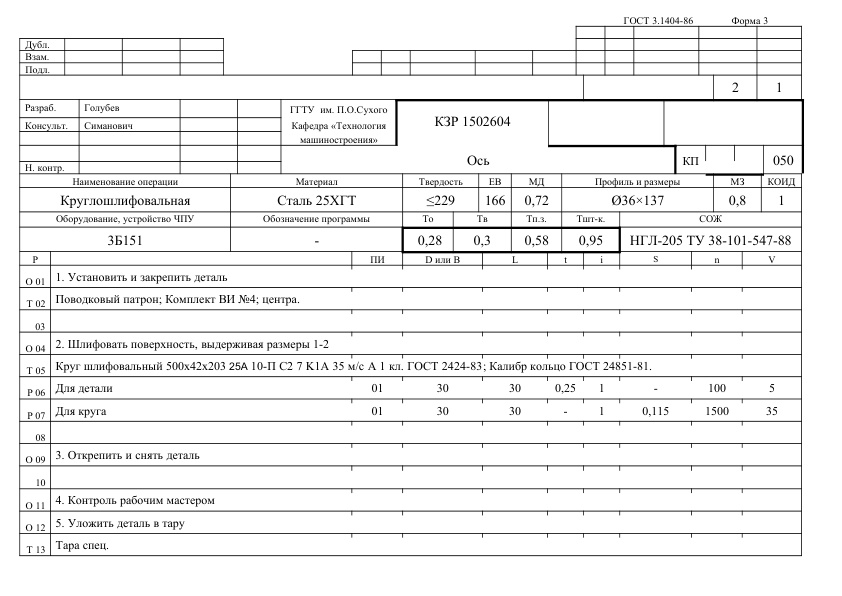 ГОСТ 3.1404-86 Форма 3
Дубл.
Взам.
Подл.
2 1
Разраб. Голубев ГГТУ им. П.О.Сухого
КЗР 1502604
Консульт. Симанович Кафедра «Технология
машиностроения»
Н. контр. Ось КП 050
Наименование операции Материал Твердость ЕВ МД Профиль и размеры МЗ КОИД
Круглошлифовальная Сталь 25ХГТ ≤229 166 0,72 Ø36×137 0,8 1
Оборудование, устройство ЧПУ Обозначение программы То Тв Тп.з. Тшт-к. СОЖ
3Б151 - 0,28 0,3 0,58 0,95 НГЛ-205 ТУ 38-101-547-88
Р ПИ D или В L t i S n V
О 01 1. Установить и закрепить деталь
Т 02 Поводковый патрон; Комплект ВИ №4; центра.
03
О 04 2. Шлифовать поверхность, выдерживая размеры 1-2
Т 05 Круг шлифовальный 500х42х203 25А 10-П С2 7 К1А 35 м/с А 1 кл. ГОСТ 2424-83; Калибр кольцо ГОСТ 24851-81.
Р 06 Для детали 01 30 30 0,25 1 - 100 5
Р 07 Для круга 01 30 30 - 1 0,115 1500 35
08
О 09 3. Открепить и снять деталь
10
О 11 4. Контроль рабочим мастером
О 12 5. Уложить деталь в тару
Т 13 Тара спец.